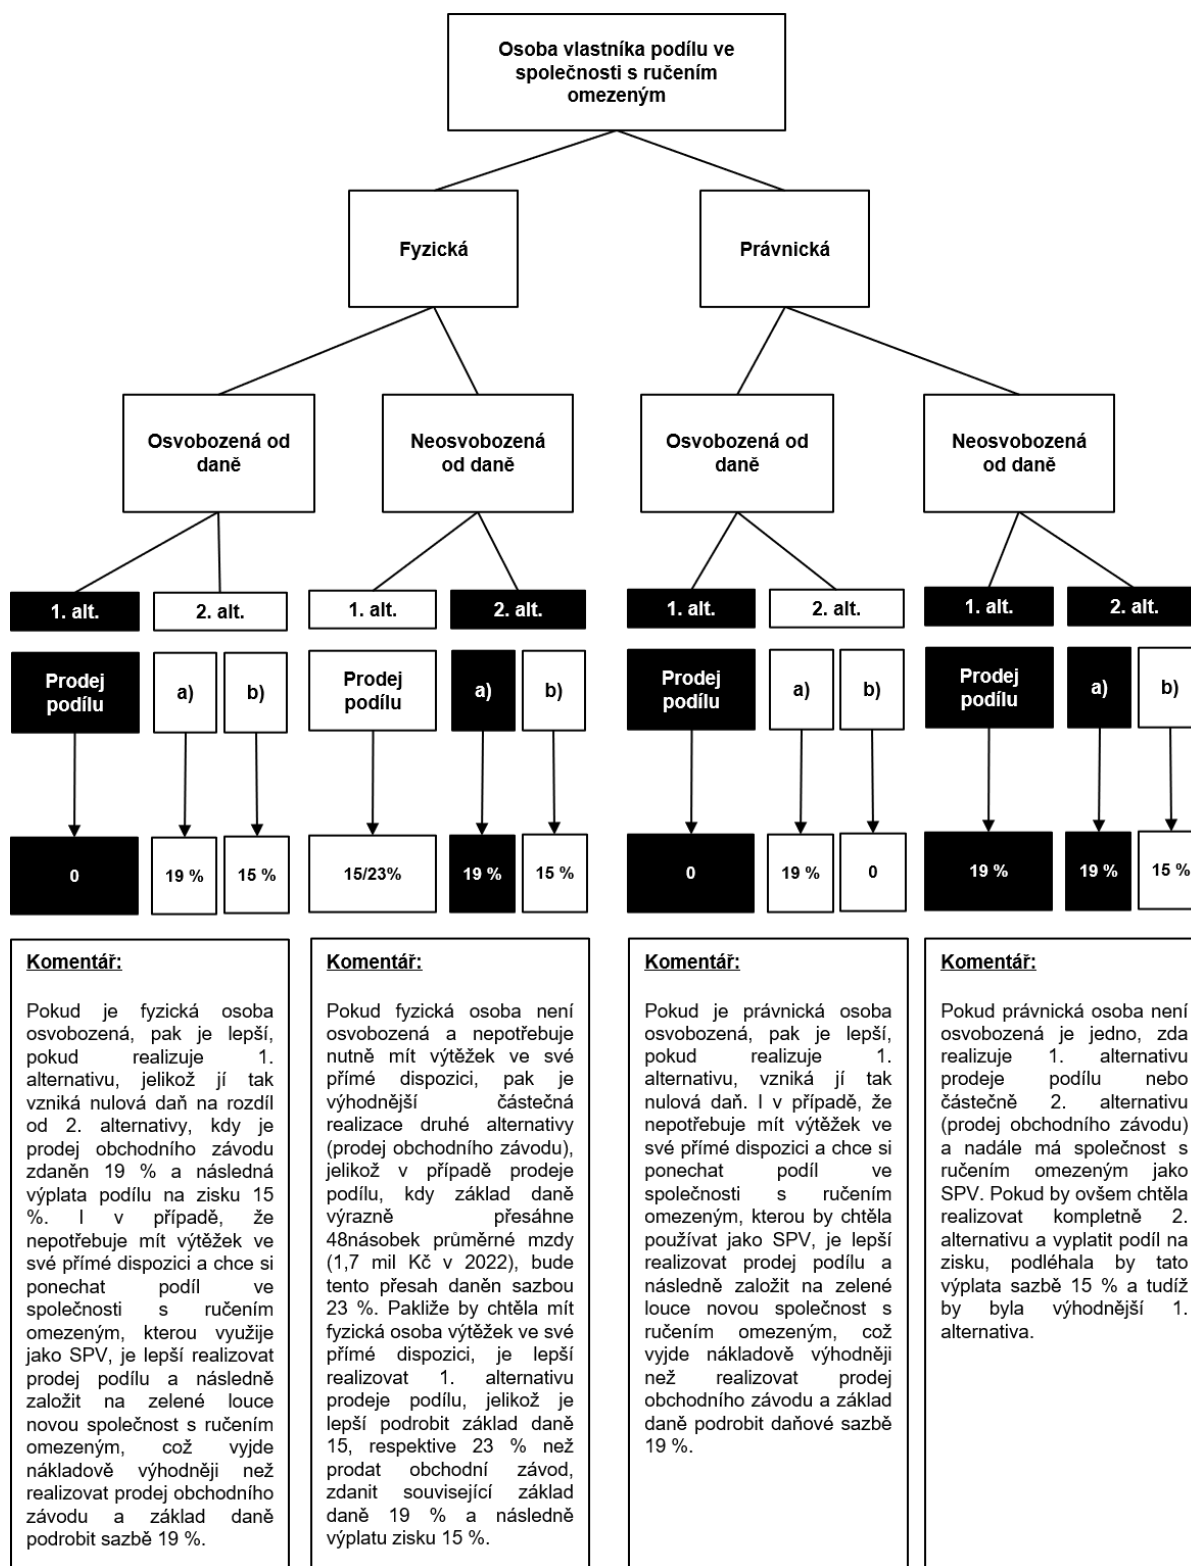 Osoba vlastníka podílu ve
společnosti s ručením
omezeným
Fyzická
Právnická
Osvobozená od
daně
Neosvobozená
od daně
Osvobozená od
daně
Neosvobozená
od daně
1. alt.
2. alt.
1. alt.
2. alt.
1. alt.
2. alt.
1. alt.
2. alt.
Prodej
podílu
a)
b)
Prodej
podílu
a)
b)
Prodej
podílu
a)
b)
Prodej
podílu
a)
b)
0
19 %
15 %
15/23%
19 %
15 %
0
19 %
0
19 %
19 %
15 %
Komentář:
Pokud je fyzická osoba
osvobozená, pak je lepší,
pokud realizuje 1.
alternativu, jelikož jí tak
vzniká nulová daň na rozdíl
od 2. alternativy, kdy je
prodej obchodního závodu
zdaněn 19 % a následná
výplata podílu na zisku 15
%. I v případě, že
nepotřebuje mít výtěžek ve
své přímé dispozici a chce si
ponechat podíl ve
společnosti s ručením
omezeným, kterou využije
jako SPV, je lepší realizovat
prodej podílu a následně
založit na zelené louce
novou společnost s ručením
omezeným, což vyjde
nákladově výhodněji než
realizovat prodej obchodního
závodu a základ daně
podrobit sazbě 19 %.
Komentář:
Pokud fyzická osoba není
osvobozená a nepotřebuje
nutně mít výtěžek ve své
přímé dispozici, pak je
výhodnější částečná
realizace druhé alternativy
(prodej obchodního závodu),
jelikož v případě prodeje
podílu, kdy základ daně
výrazně přesáhne
48násobek průměrné mzdy
(1,7 mil Kč v 2022), bude
tento přesah daněn sazbou
23 %. Pakliže by chtěla mít
fyzická osoba výtěžek ve své
přímé dispozici, je lepší
realizovat 1. alternativu
prodeje podílu, jelikož je
lepší podrobit základ daně
15, respektive 23 % než
prodat obchodní závod,
zdanit související základ
daně 19 % a následně
výplatu zisku 15 %.
Komentář:
Pokud je právnická osoba
osvobozená, pak je lepší,
pokud realizuje 1.
alternativu, vzniká jí tak
nulová daň. I v případě, že
nepotřebuje mít výtěžek ve
své přímé dispozici a chce si
ponechat podíl ve
společnosti s ručením
omezeným, kterou by chtěla
používat jako SPV, je lepší
realizovat prodej podílu a
následně založit na zelené
louce novou společnost s
ručením omezeným, což
vyjde nákladově výhodněji
než realizovat prodej
obchodního závodu a základ
daně podrobit daňové sazbě
19 %.
Komentář:
Pokud právnická osoba není
osvobozená je jedno, zda
realizuje 1. alternativu
prodeje podílu nebo
částečně 2. alternativu
(prodej obchodního závodu)
a nadále má společnost s
ručením omezeným jako
SPV. Pokud by ovšem chtěla
realizovat kompletně 2.
alternativu a vyplatit podíl na
zisku, podléhala by tato
výplata sazbě 15 % a tudíž
by byla výhodnější 1.
alternativa.